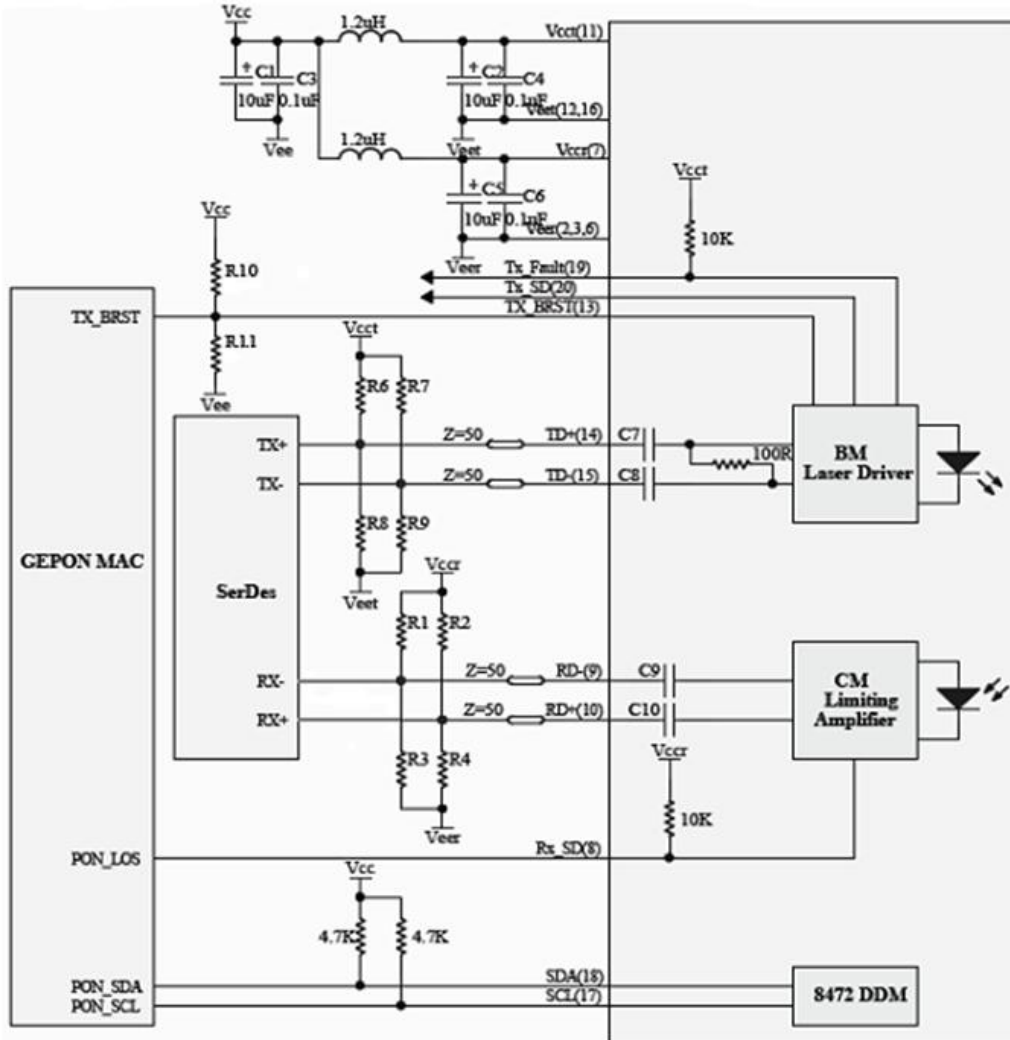 Vcc
1.2uH
Vcct(11)
C1
C3
10uF
0.1uF
C2
C4
10uF
0.1uF
Veet(12,16)
Vee
1.2uH
Veet
Vccr(7)
C5
C6
10uF
0.1uF
Veer(2,3,6)
Veer
Vcct
10K
Vcc
R10
R11
Vee
Tx_Fault(19)
Tx_SD(20)
TX_BRST
TX_BRST(13)
Vcct
R6
R7
TX+
Z=50
TD+(14)
C7
100R
TX-
Z=50
TD-(15)
C8
BM
Laser Driver
R8
R9
Veet
GEPON MAC
SerDes
Vccr
R1
R2
RX-
Z=50
RD-(9)
C9
RX+
Z=50
RD+(10)
C10
CM
Limiting
Amplifier
R3
R4
Veer
Vccr
10K
PON_LOS
Rx_SD(8)
Vcc
4.7K
4.7K
PON_SDA
SDA(18)
PON_SCL
SCL(17)
8472 DDM